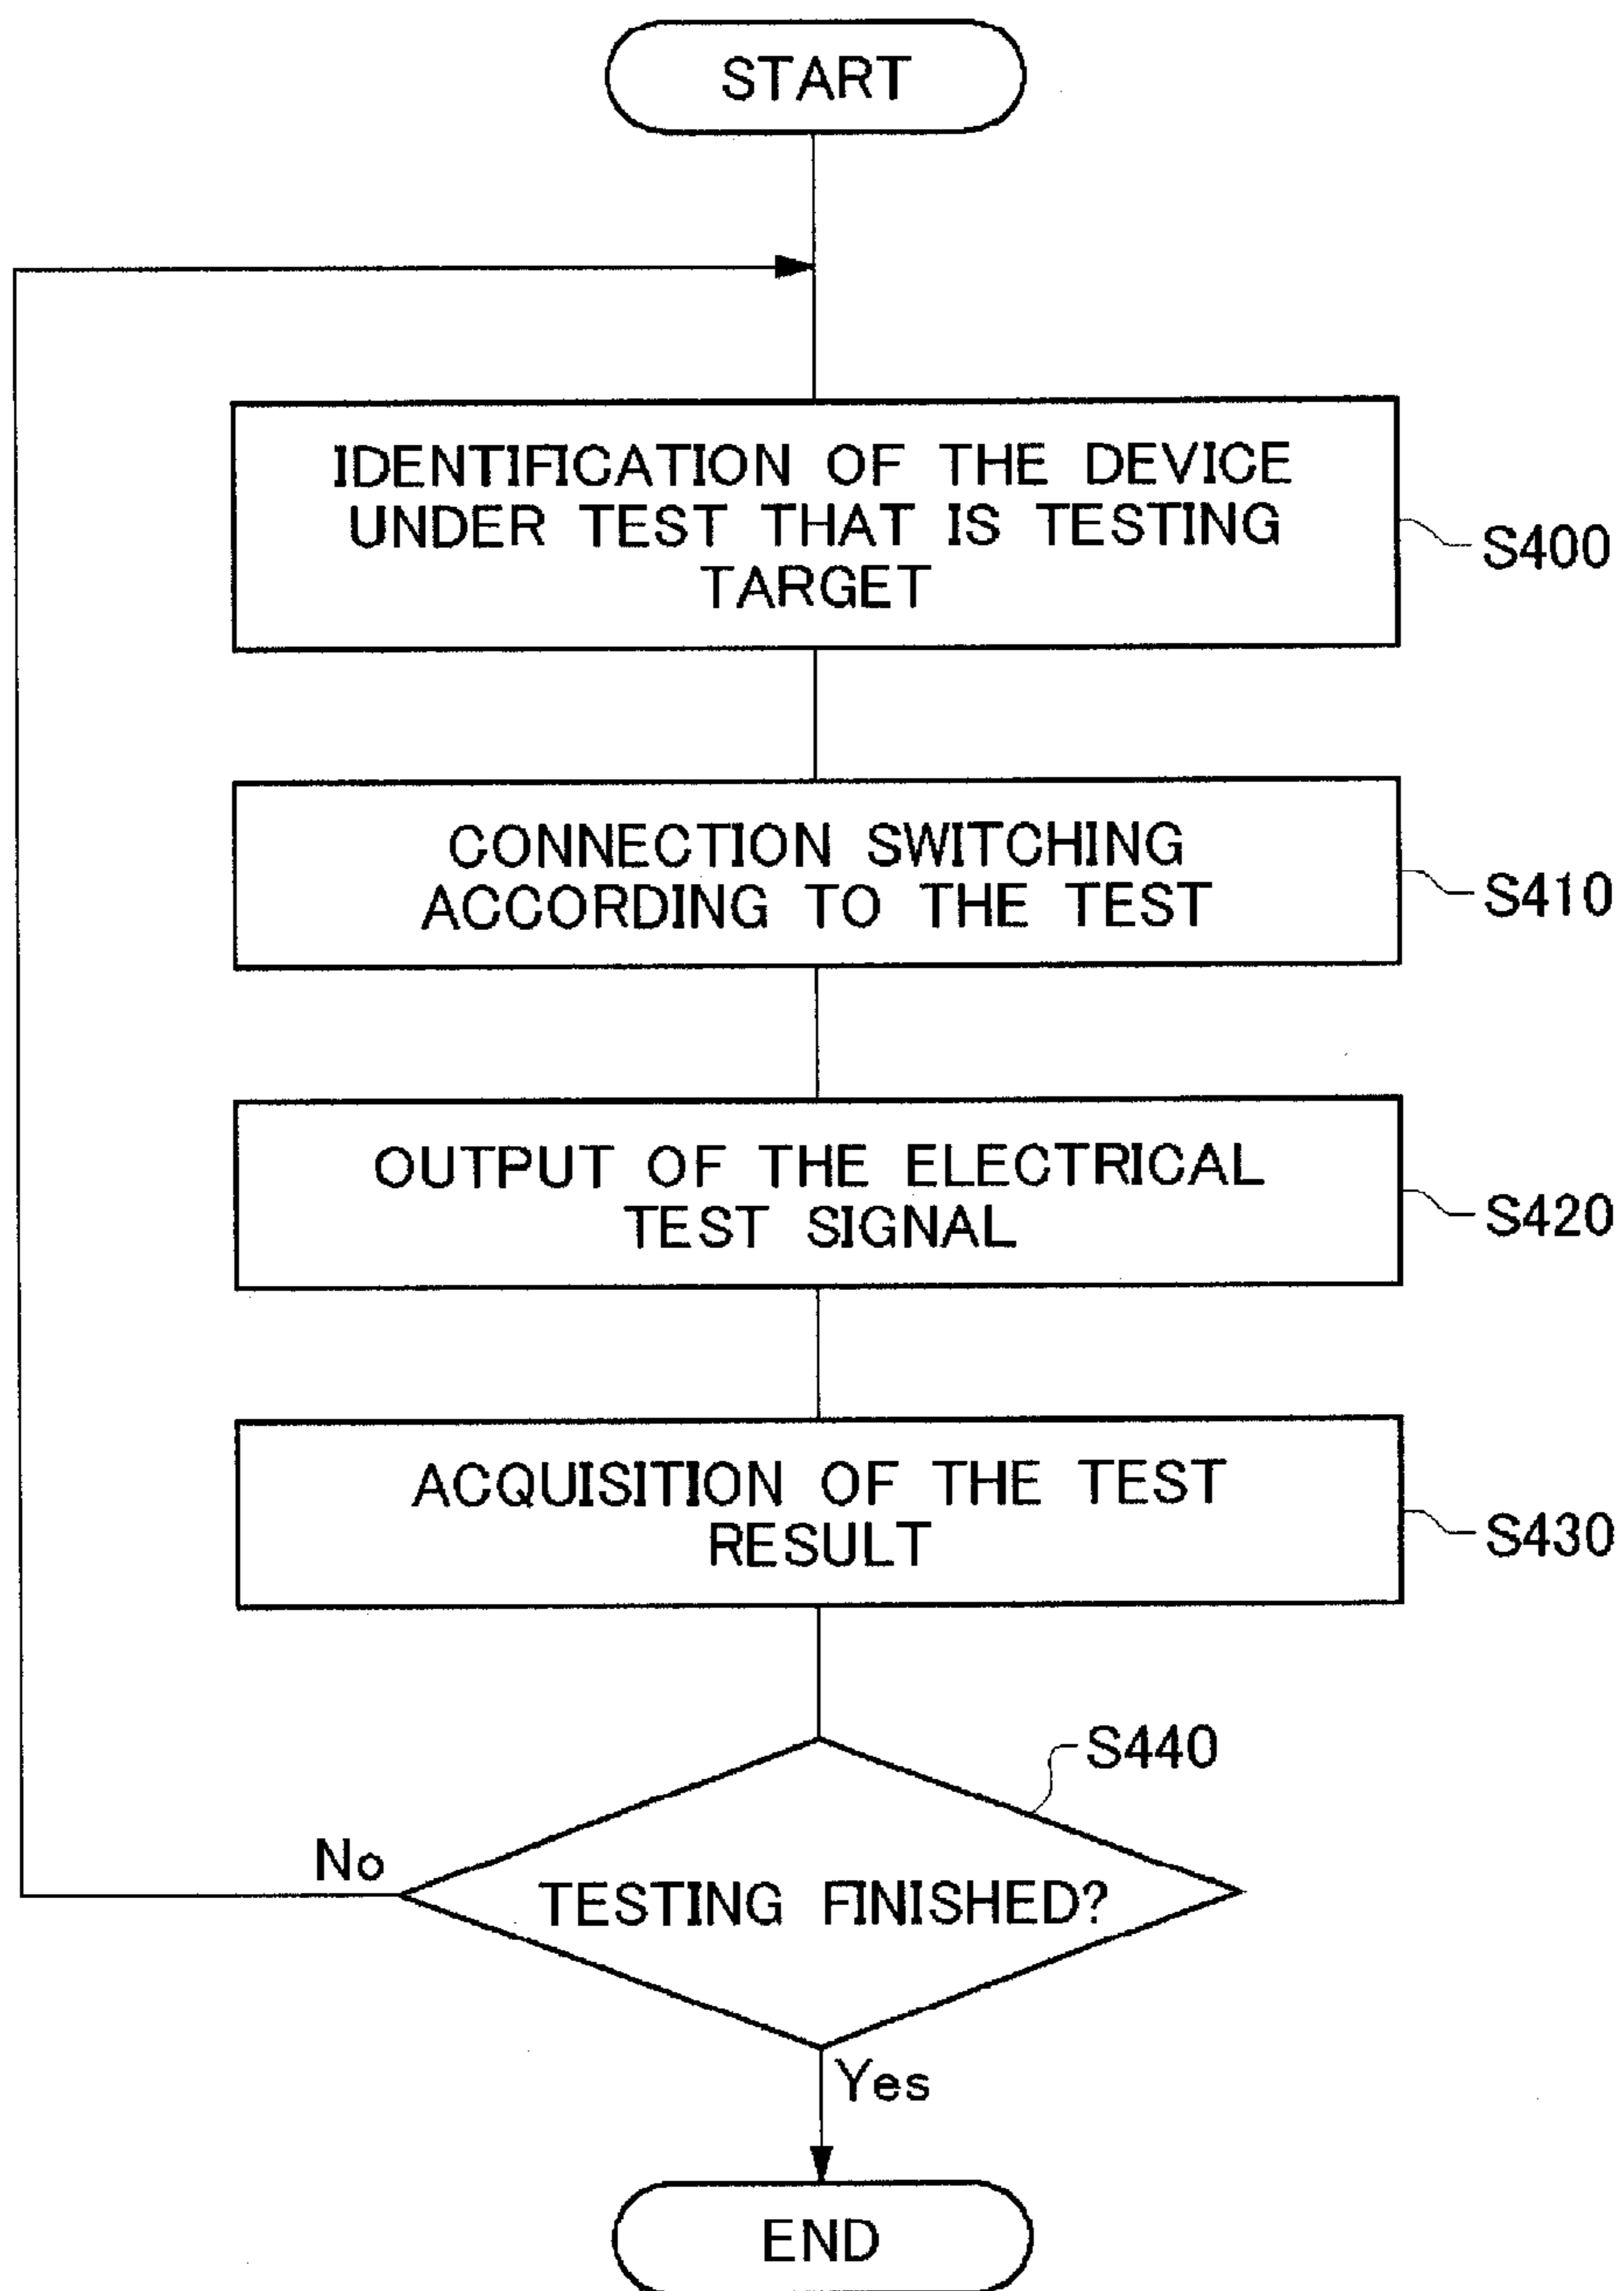 START
IDENTIFICATION OF THE DEVICE
UNDER TEST THAT IS TESTING
TARGET
S400
CONNECTION SWITCHING
ACCORDING TO THE TEST
S410
OUTPUT OF THE ELECTRICAL
TEST SIGNAL
S420
ACQUISITION OF THE TEST
RESULT
S430
S440
No
TESTING FINISHED?
Yes
END